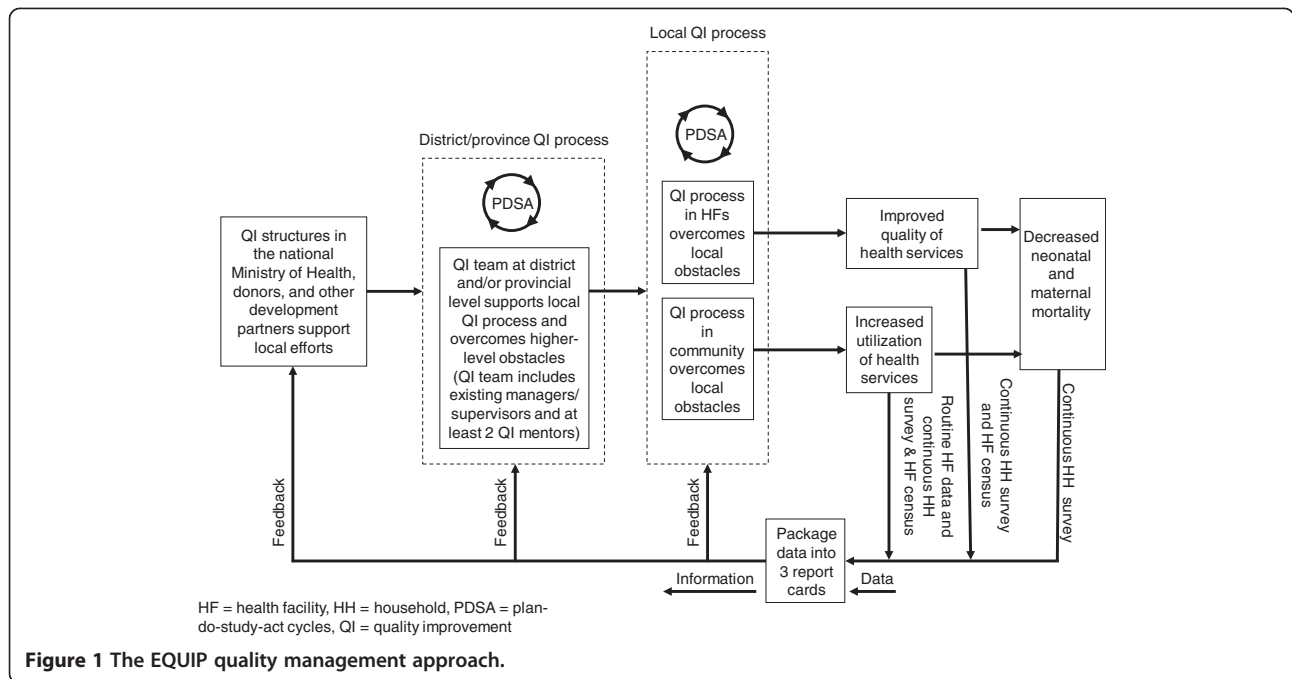 Local QI process
PDSA
District/province QI process
PDSA
QI structures in
the national
Ministry of Health,
donors, and other
development
partners support
local efforts
QI team at district
and/or provincial
level supports local
QI process and
overcomes higher-
level obstacles
(QI team includes
existing managers/
supervisors and at
least 2 QI mentors)
QI process
in HFs
overcomes
local
obstacles
QI process
in
community
overcomes
local
obstacles
Improved
quality of
health services
Increased
utilization
of health
services
Decreased
neonatal and
maternal
mortality
Routine HF data and
continuous HH
survey & HF census
Continuous HH survey
and HF census
Continuous HH survey
Feedback
Feedback
Feedback
Package
data into
3 report
cards
Information
Data
HF = health facility, HH = household, PDSA = plan-
do-study-act cycles, QI = quality improvement
Figure 1 The EQUIP quality management approach.